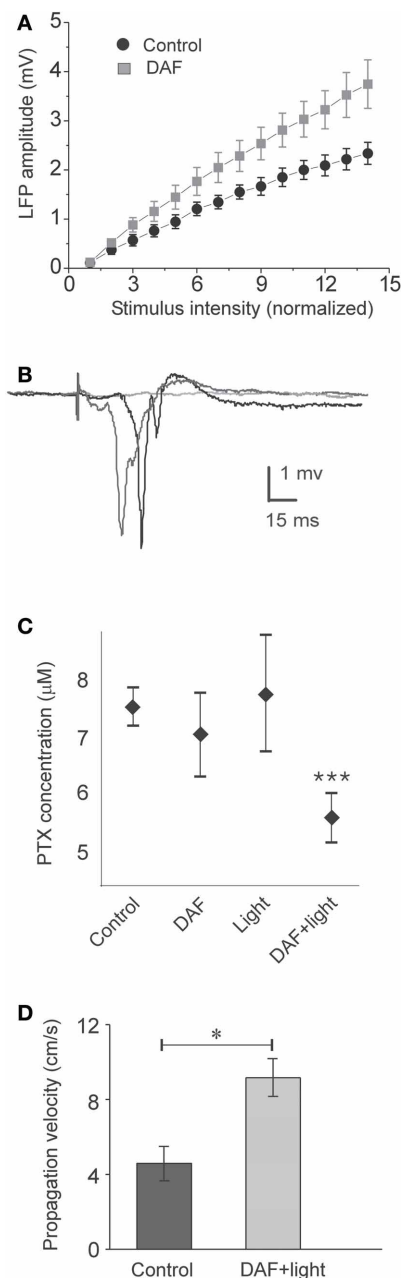 A
LFP amplitude (mV)
5
4
3
2
1
0
Control
DAF
0
3
6
9
12
15
Stimulus intensity (normalized)
B
1 mv
15 ms
C
PTX concentration (μM)
8
7
6
5
***
Control
DAF
Light
DAF+light
D
Propagation velocity (cm/s)
12
8
4
0
*
Control
DAF+light